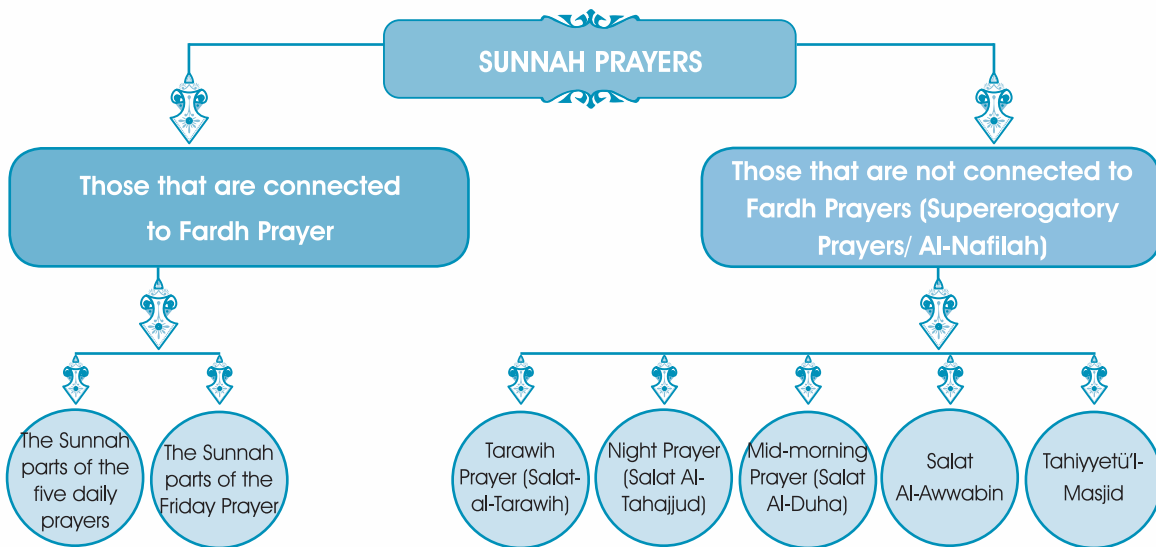 SUNNAH PRAYERS
Those that are connected
to Fardh Prayer
Those that are not connected to
Fardh Prayers (Supererogatory
Prayers/ Al-Nafilah)
The Sunnah
parts of the
five daily
prayers
The Sunnah
parts of the
Friday Prayer
Tarawih
Prayer (Salat-
al-Tarawih)
Night Prayer
(Salat Al-
Tahajjud)
Mid-morning
Prayer (Salat
Al-Duha)
Salat
Al-Awwabin
Tahiyyetü’l-
Masjid